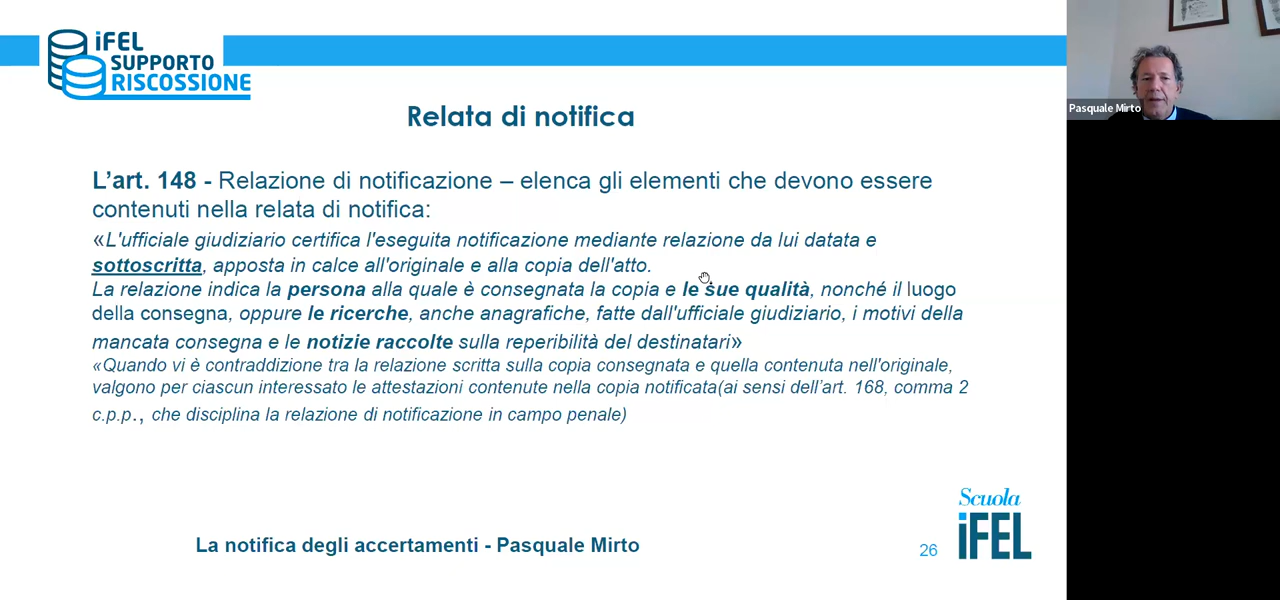 iFEL
SUPPORTO
RISCOSSIONE
Pasquale Mirto
Relata di notifica
L'art. 148 - Relazione di notificazione – elenca gli elementi che devono essere
contenuti nella relata di notifica:
«L'ufficiale giudiziario certifica l'eseguita notificazione mediante relazione da lui datata e
sottoscritta, apposta in calce all'originale e alla copia dell'atto.
La relazione indica la persona alla quale è consegnata la copia e le sue qualità, nonché il luogo
della consegna, oppure le ricerche, anche anagrafiche, fatte dall'ufficiale giudiziario, i motivi della
mancata consegna e le notizie raccolte sulla reperibilità del destinatari»
«Quando vi è contraddizione tra la relazione scritta sulla copia consegnata e quella contenuta nell'originale,
valgono per ciascun interessato le attestazioni contenute nella copia notificata(ai sensi dell'art. 168, comma 2
c.p.p., che disciplina la relazione di notificazione in campo penale)
La notifica degli accertamenti - Pasquale Mirto
26
Scuola
iFEL